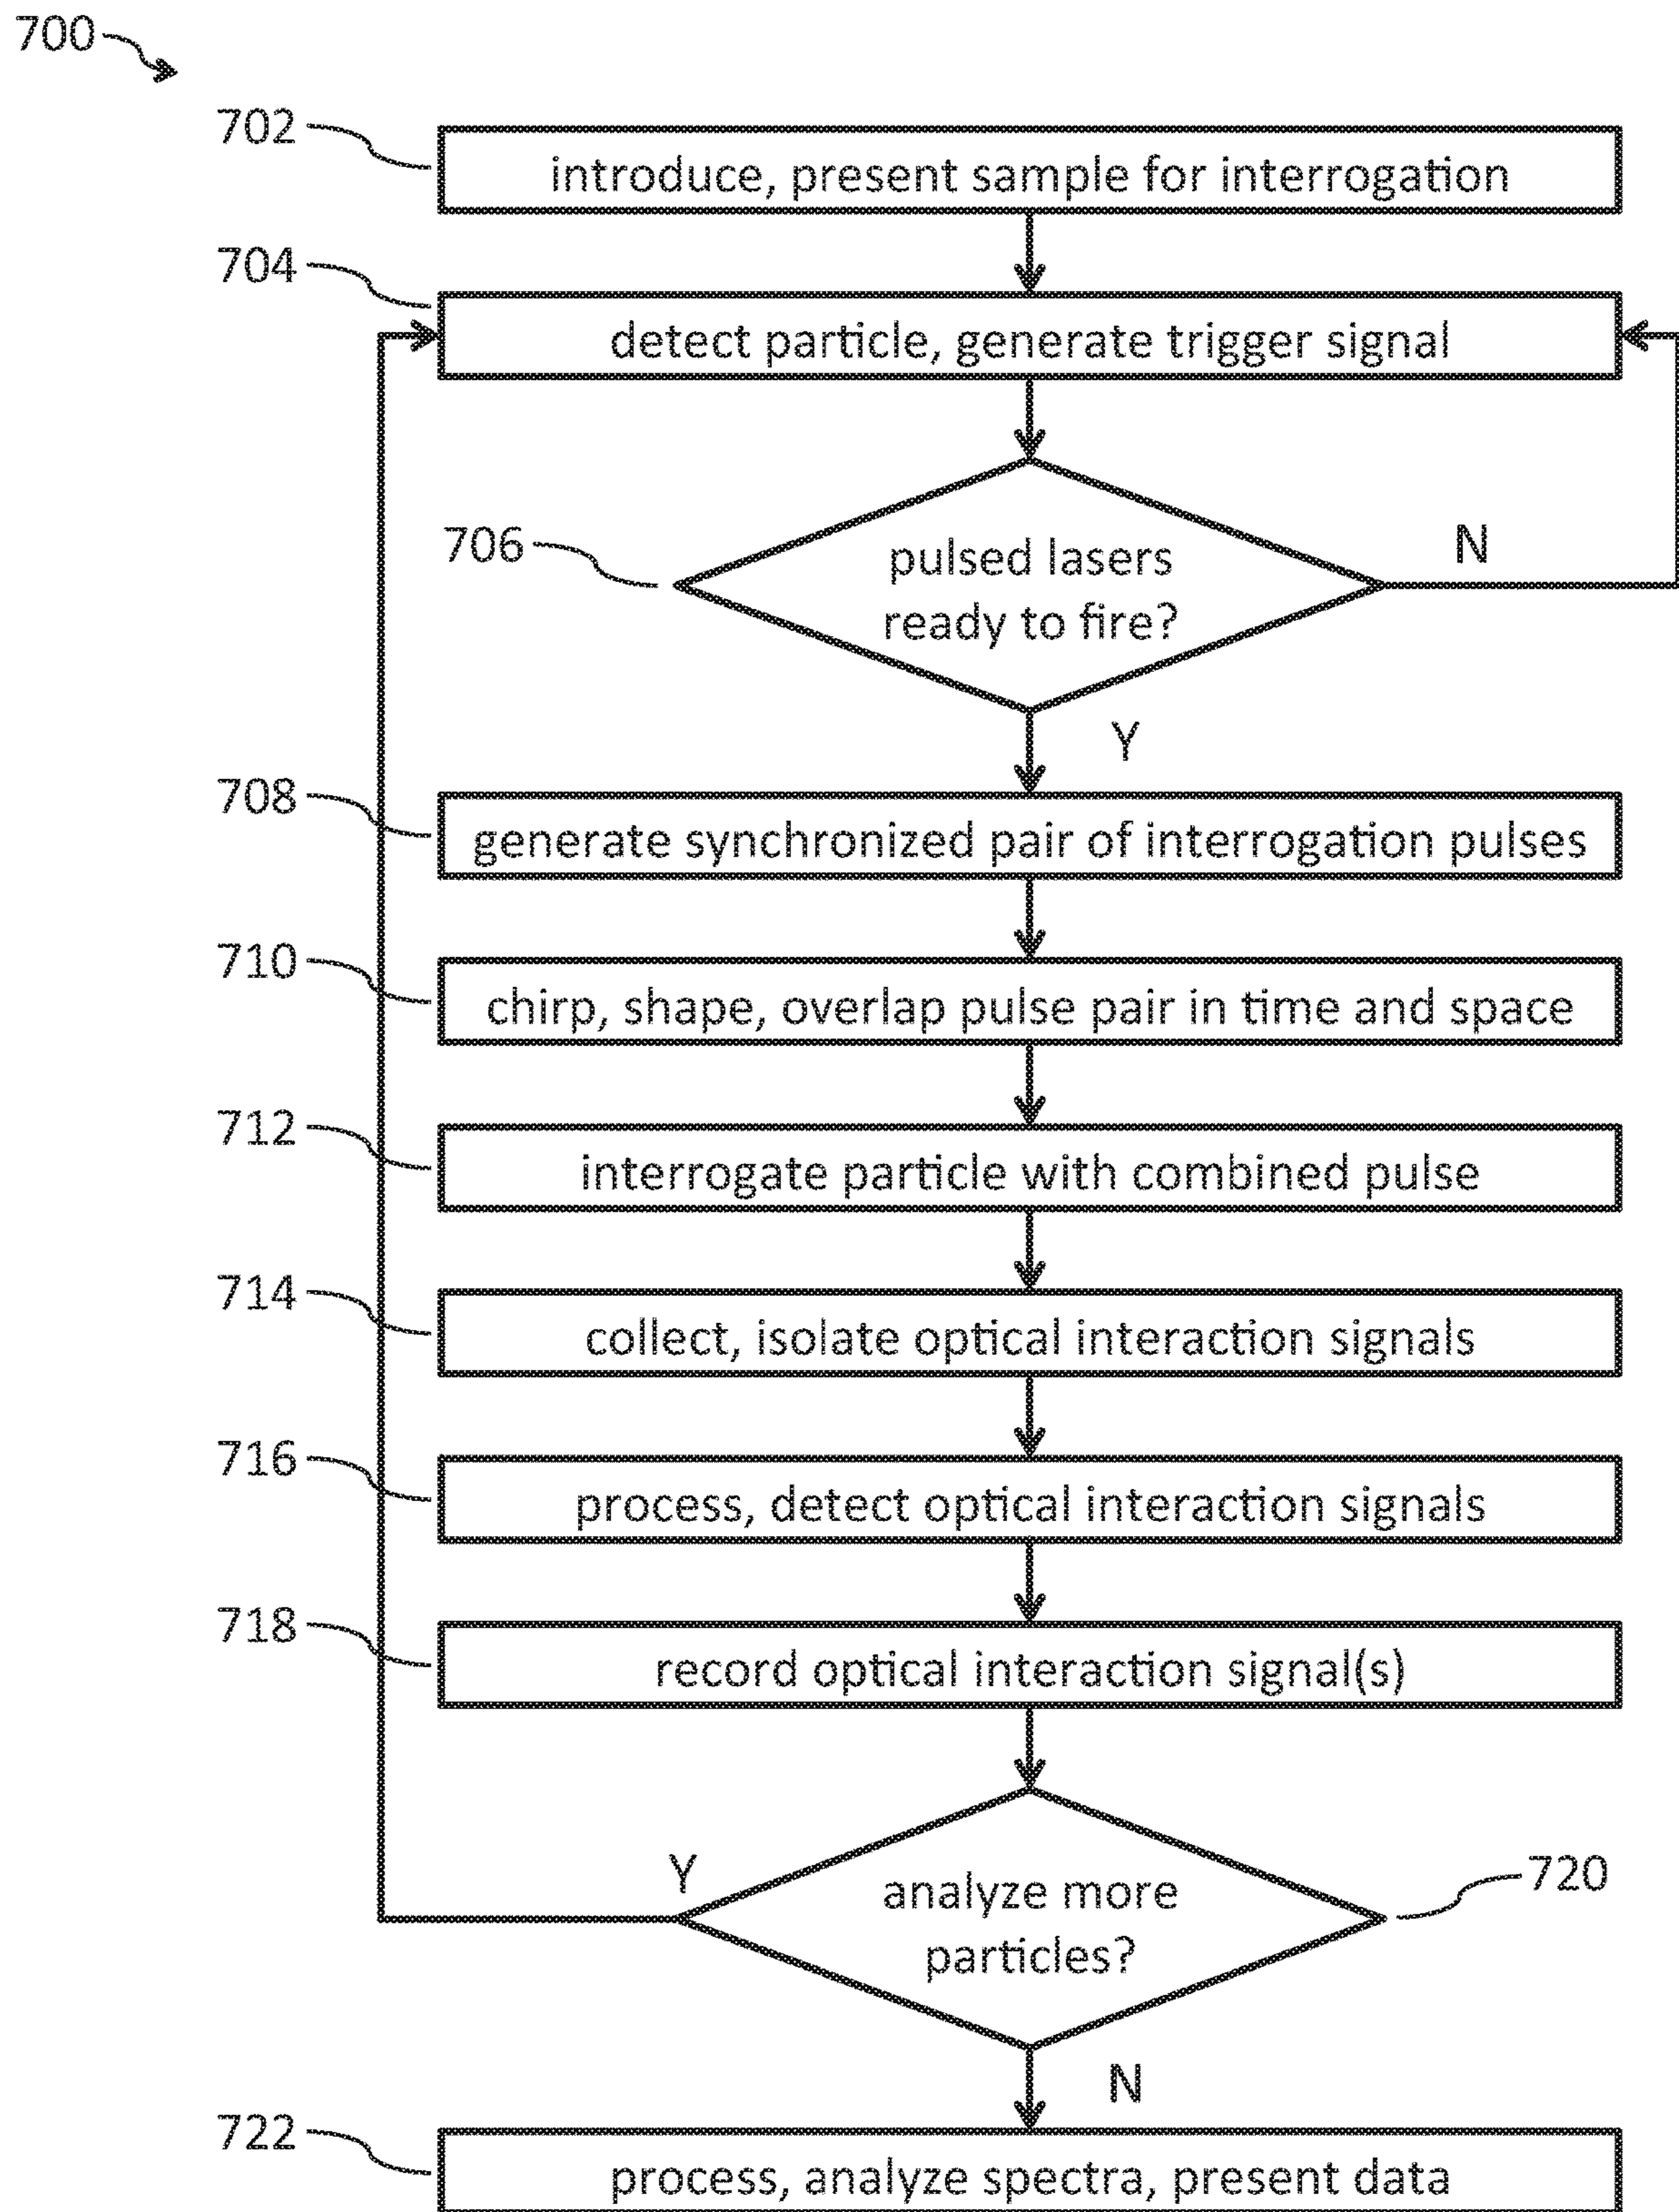 700
702
introduce, present sample for interrogation
704
detect particle, generate trigger signal
706
pulsed lasers
ready to fire?
N
Y
708
generate synchronized pair of interrogation pulses
710
chirp, shape, overlap pulse pair in time and space
712
interrogate particle with combined pulse
714
collect, isolate optical interaction signals
716
process, detect optical interaction signals
718
record optical interaction signal(s)
Y
analyze more
particles?
720
N
722
process, analyze spectra, present data